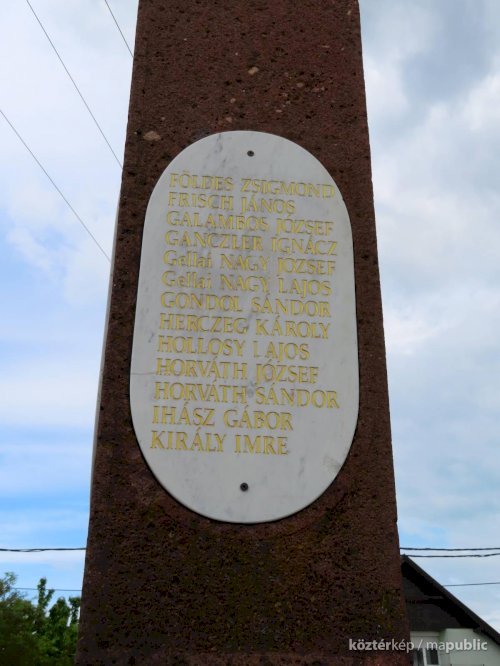 FÖLDES ZSIGMOND
FRISCH JÁNOS
GALAMBOS JÓZSEF
GANCZLER IGNÁCZ
Gellai NAGY JÓZSEF
Gellai NAGY LAJOS
GONDOL SÁNDOR
HERCZEG KÁROLY
HOLLOSY LAJOS
HORVÁTH JÓZSEF
HORVÁTH SÁNDOR
IHÁSZ GÁBOR
KIRÁLY IMRE
köztérkép / mapublic